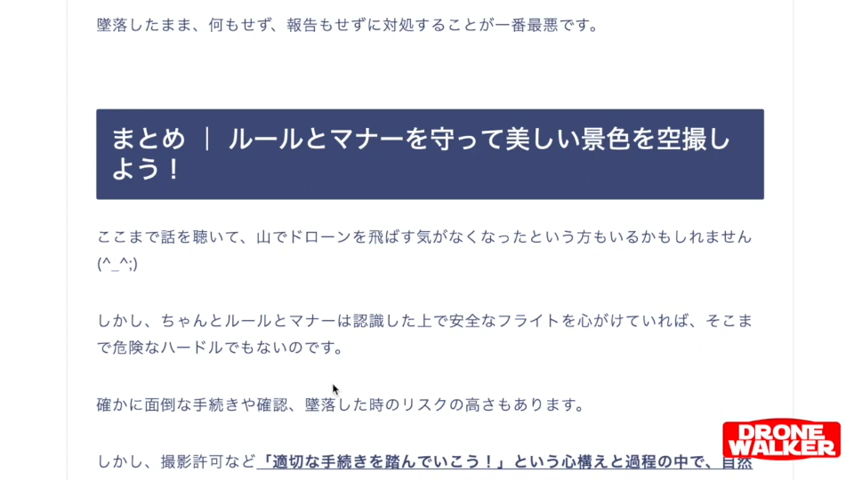 墜落したまま、何もせず、報告もせずに対処することが一番最悪です。
まとめ ｜ ルールとマナーを守って美しい景色を空撮し
よう！
ここまで話を聴いて、山でドローンを飛ばす気がなくなったという方もいるかもしれません
(^_^;)
しかし、ちゃんとルールとマナーは認識した上で安全なフライトを心がけていれば、そこま
で危険なハードルでもないのです。
確かに面倒な手続きや確認、墜落した時のリスクの高さもあります。
しかし、撮影許可など「適切な手続きを踏んでいこう！」という心構えと過程の中で、自然
DRONE
WALKER